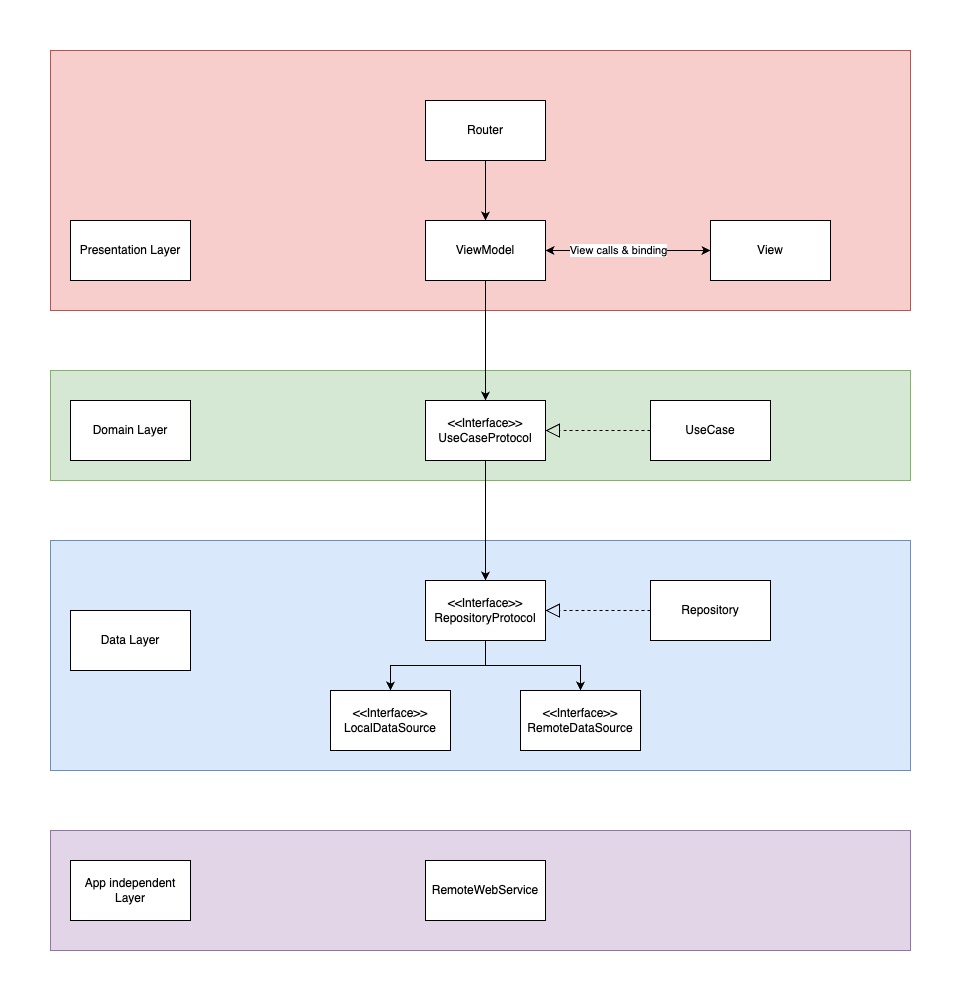 Router
Presentation Layer
ViewModel
View calls & binding
View
Domain Layer
<<Interface>>
UseCaseProtocol
UseCase
<<Interface>>
RepositoryProtocol
Repository
Data Layer
<<Interface>>
LocalDataSource
<<Interface>>
RemoteDataSource
App independent
Layer
RemoteWebService